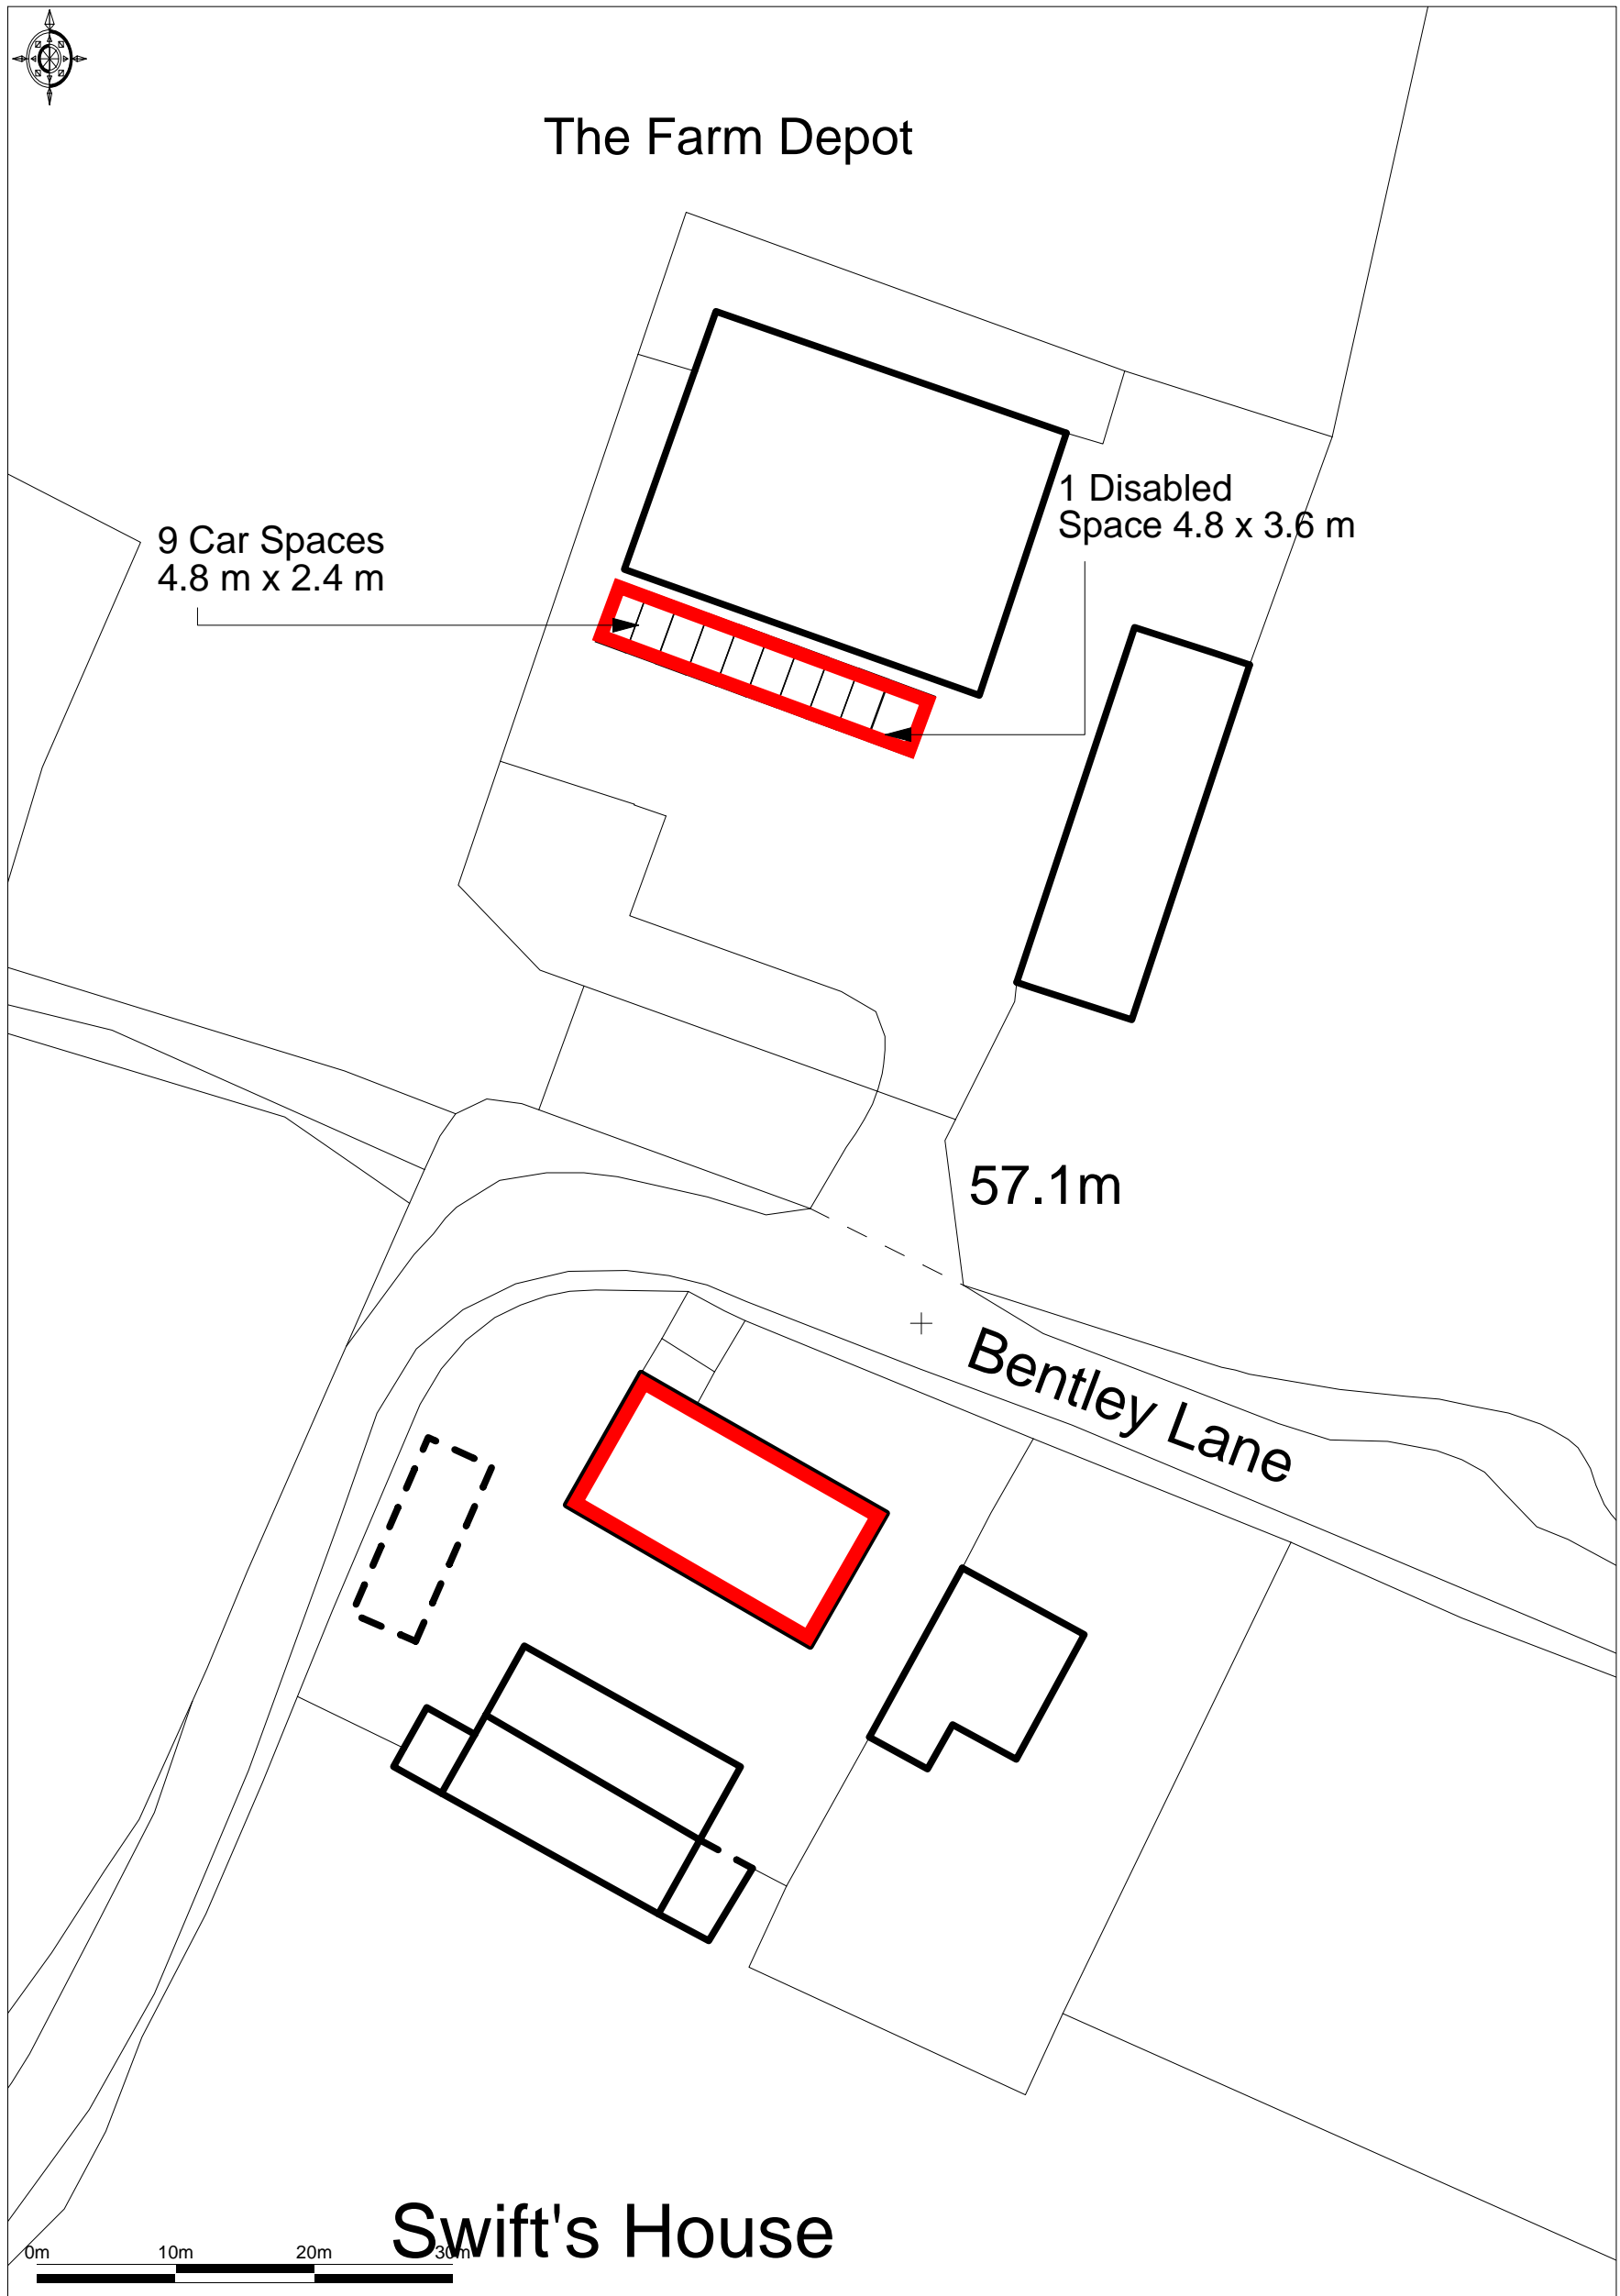 The Farm Depot
1 Disabled
Space 4.8 x 3.6 m
9 Car Spaces
4.8 m x 2.4 m
57.1m
Bentley Lane
Swift's House
0m 10m 20m 30m